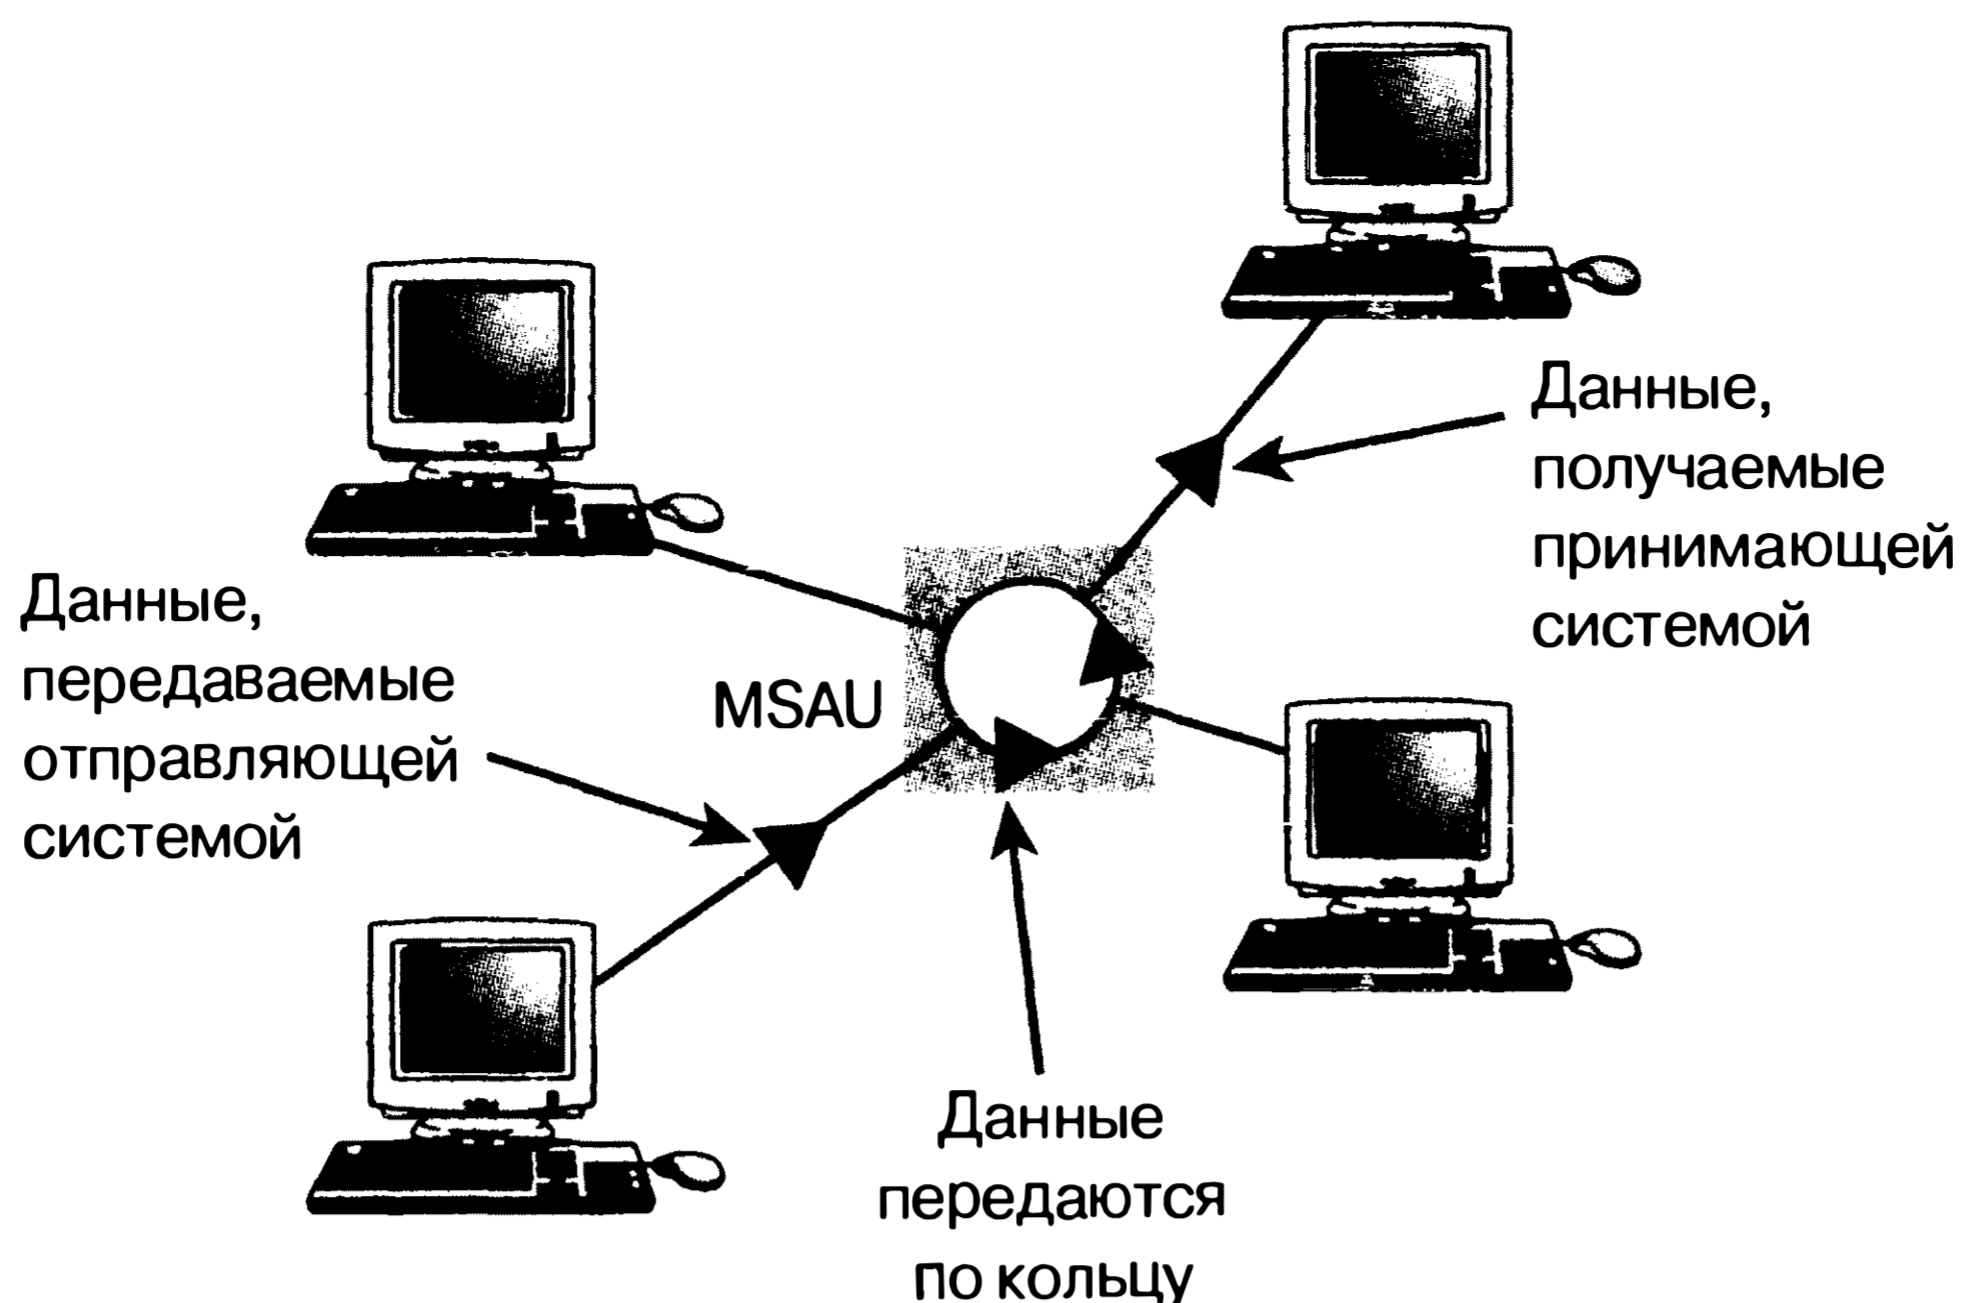 Данные,
получаемые
принимающей
системой
Данные,
передаваемые
отправляющей
системой
MSAU
Данные
передаются
по кольцу